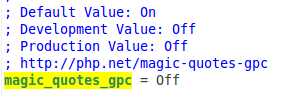 ; Default Value: On
; Development Value: Off
; Production Value: Off
; http://php.net/magic-quotes-gpc
magic_quotes_gpc = Off